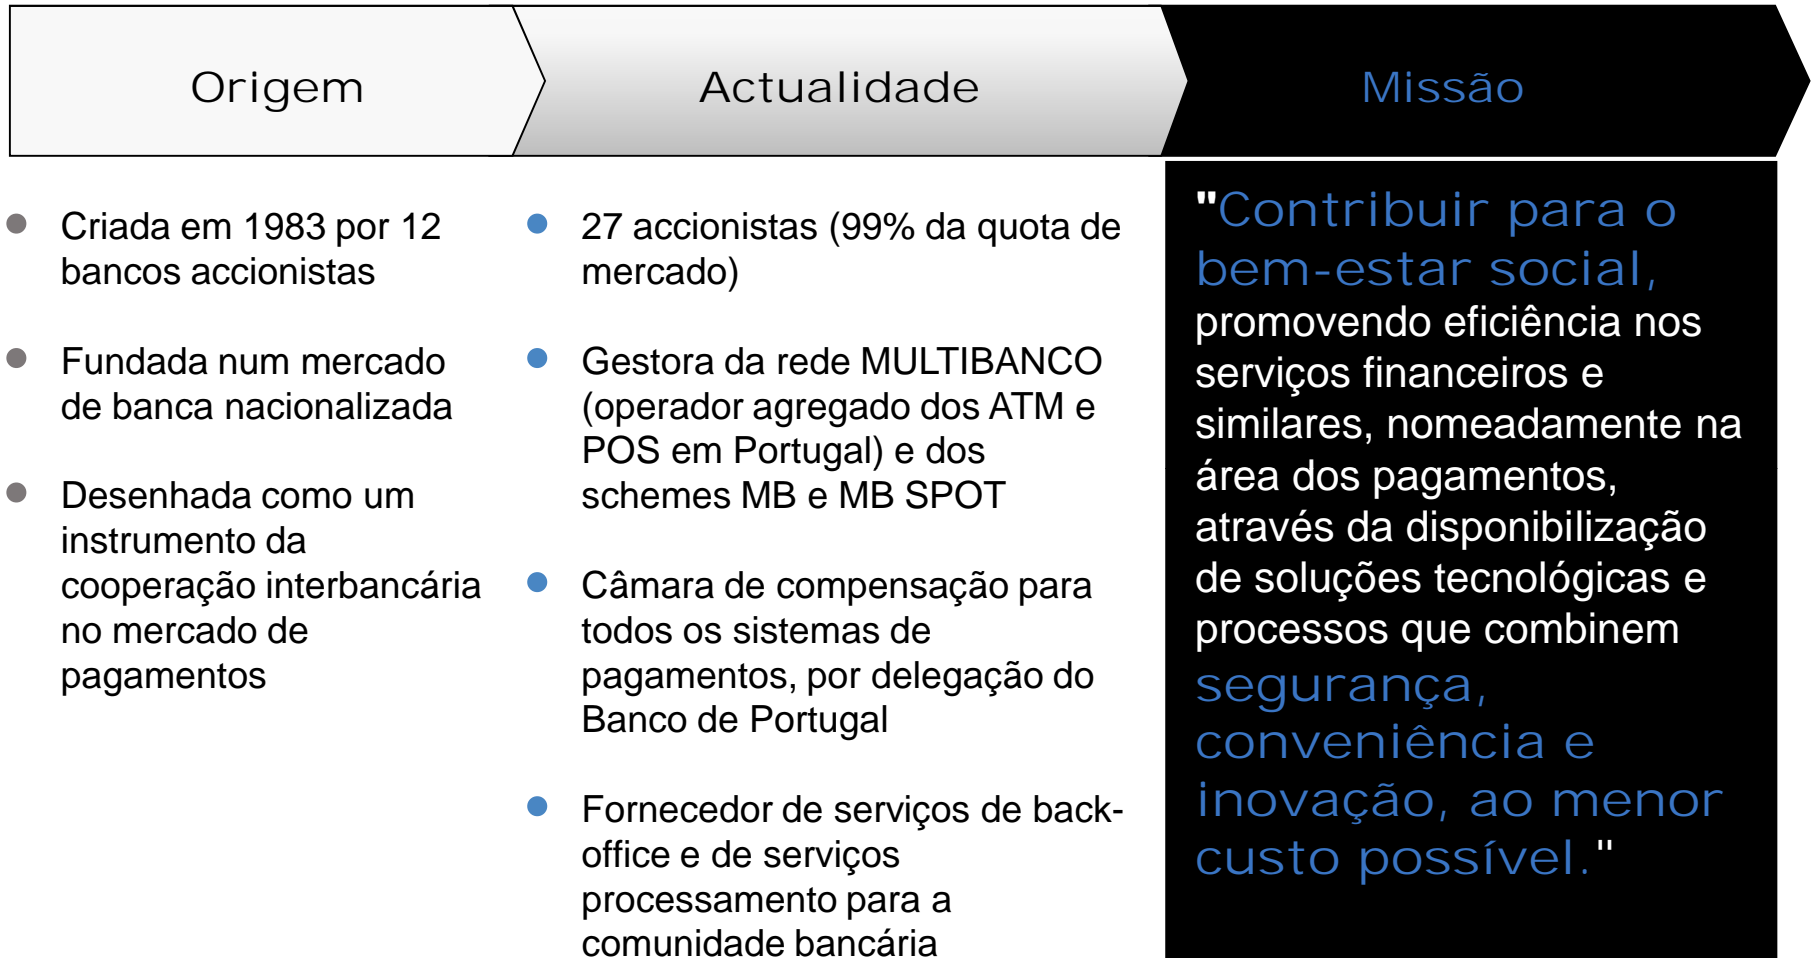 Origem
Actualidade
Missão
Criada em 1983 por 12
bancos accionistas
Fundada num mercado
de banca nacionalizada
Desenhada como um
instrumento da
cooperação interbancária
no mercado de
pagamentos
27 accionistas (99% da quota de
mercado)
Gestora da rede MULTIBANCO
(operador agregado dos ATM e
POS em Portugal) e dos
schemes MB e MB SPOT
Câmara de compensação para
todos os sistemas de
pagamentos, por delegação do
Banco de Portugal
Fornecedor de serviços de back-
office e de serviços
processamento para a
comunidade bancária
"Contribuir para o
bem-estar social,
promovendo eficiência nos
serviços financeiros e
similares, nomeadamente na
área dos pagamentos,
através da disponibilização
de soluções tecnológicas e
processos que combinem
segurança,
conveniência e
inovação, ao menor
custo possível."